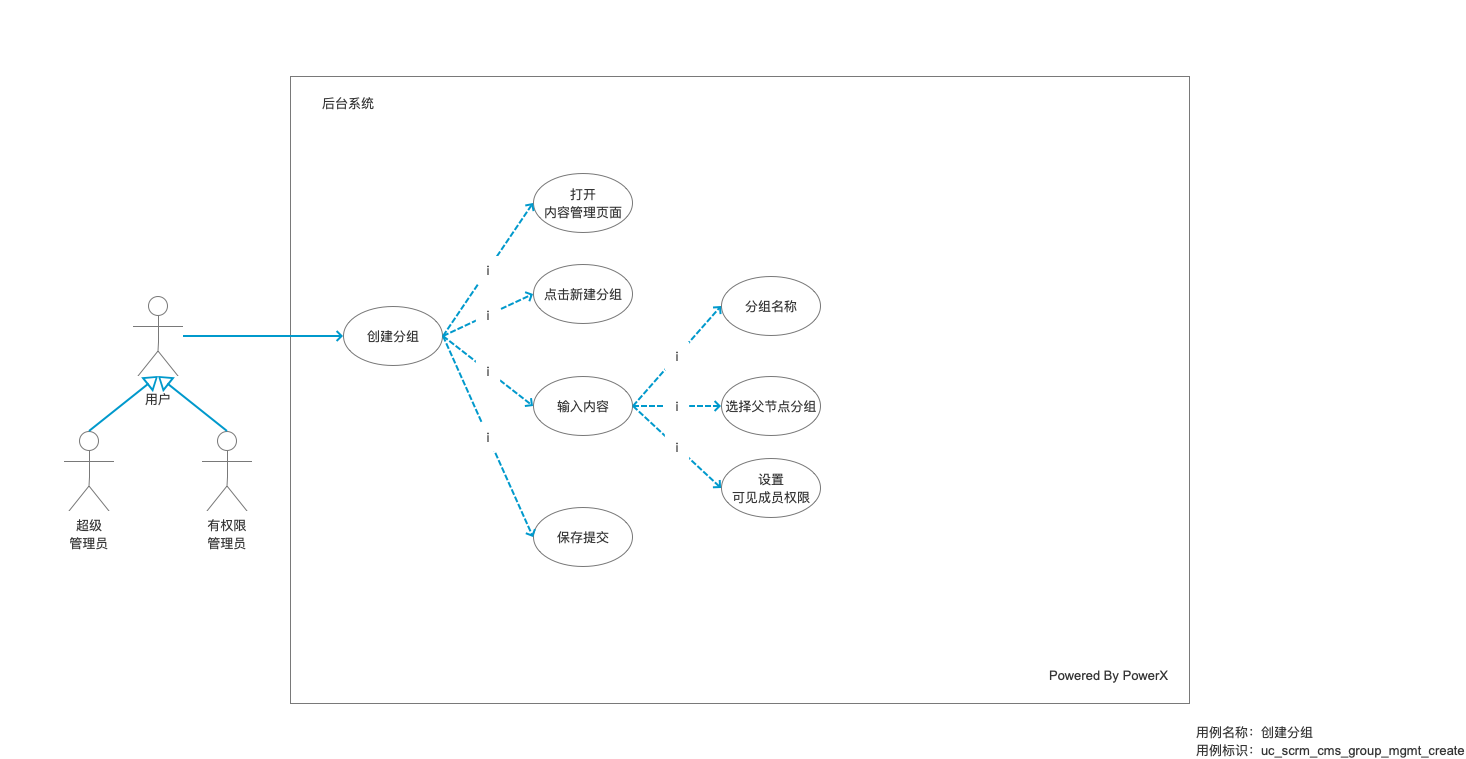 后台系统
打开
内容管理页面
i
点击新建分组
i
分组名称
创建分组
i
i
输入内容
i
选择父节点分组
用户
i
i
设置
可见成员权限
超级
管理员
有权限
管理员
保存提交
Powered By PowerX
用例名称：创建分组
用例标识：uc_scrm_cms_group_mgmt_create